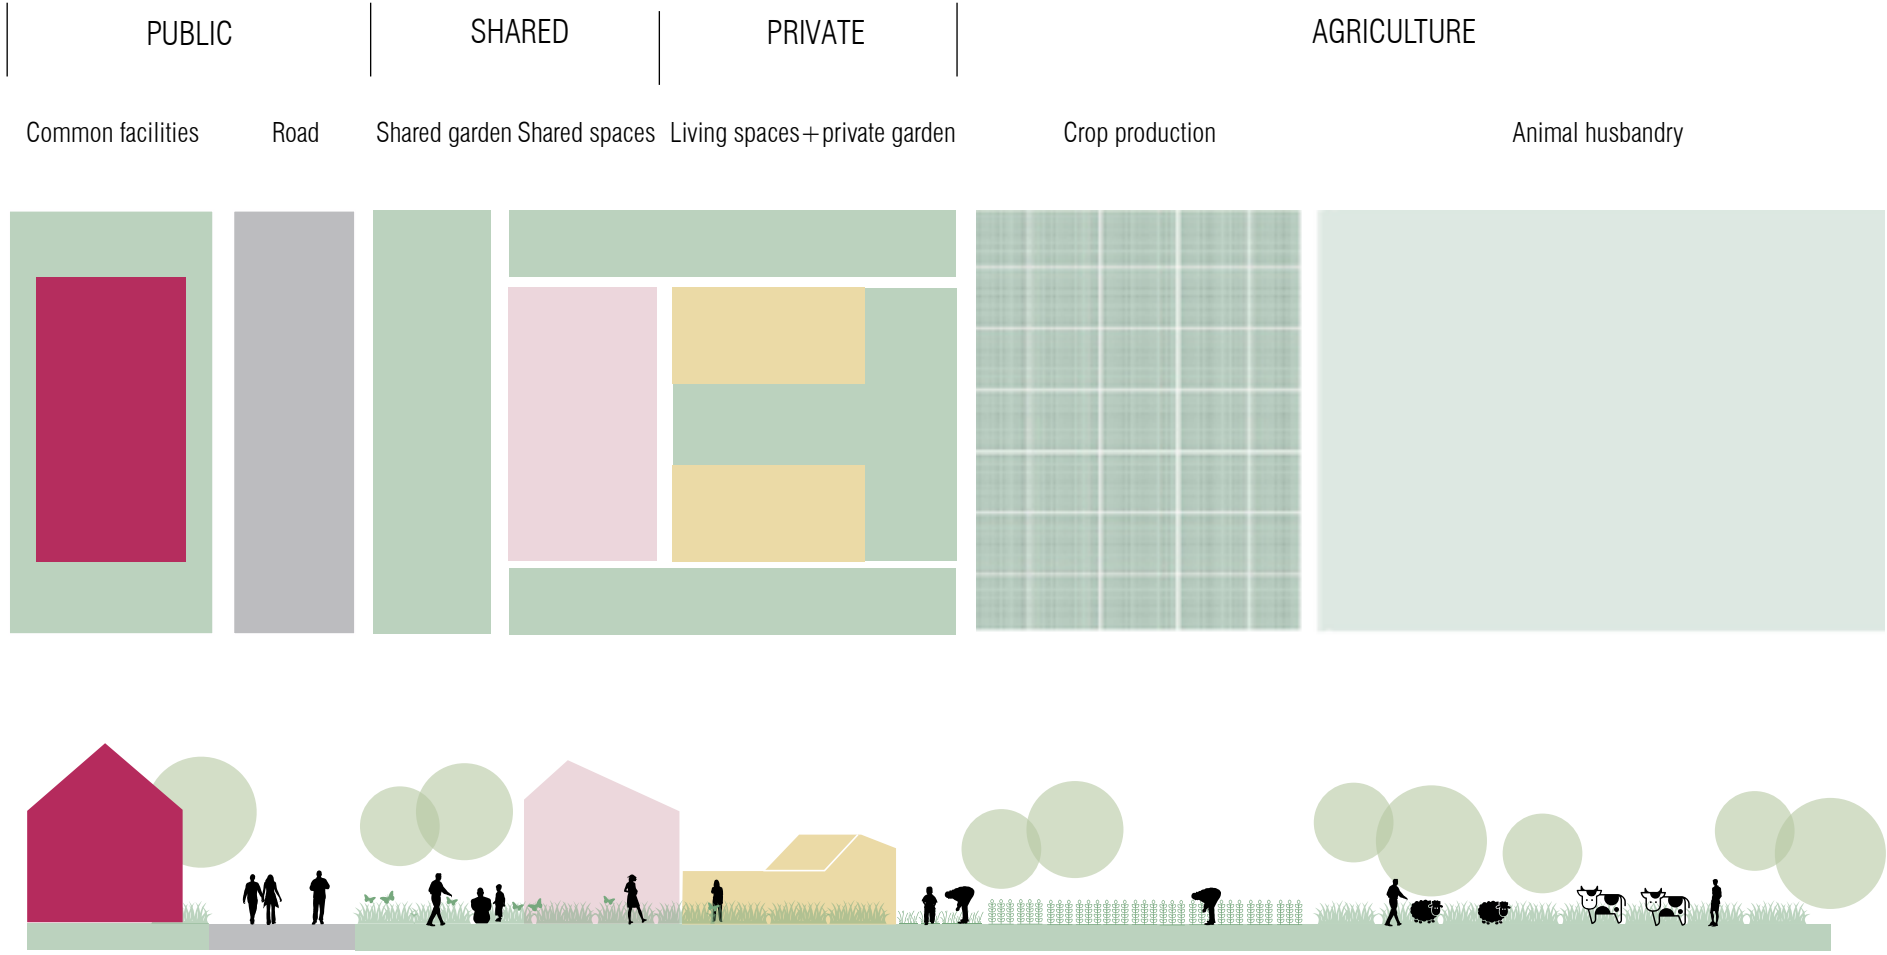 PUBLIC SHARED PRIVATE AGRICULTURE
Common facilities Road Shared garden Shared spaces Living spaces+private garden Crop production Animal husbandry